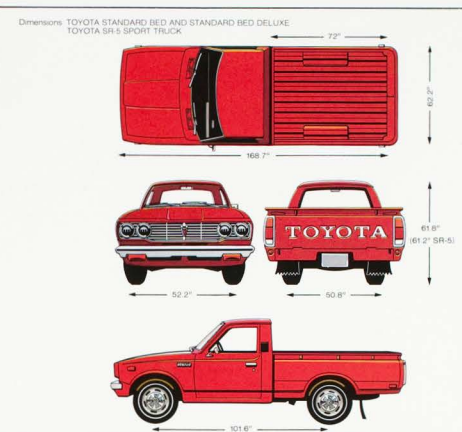 Dimensions TOYOTA STANDARD BED AND STANDARD BED DELUXE
TOYOTA SR-5 SPORT TRUCK
72"
62.2"
168.7"
TOYOTA
61.8"
(61.2" SR-5)
52.2"
50.8"
101.6"